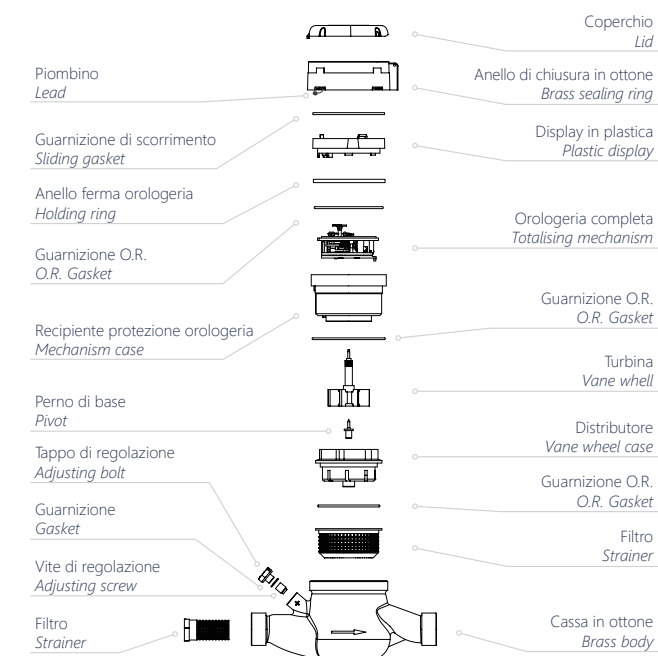 Coperchio
Lid
Piombino
Lead
Anello di chiusura in ottone
Brass sealing ring
Guarnizione di scorrimento
Sliding gasket
Display in plastica
Plastic display
Anello ferma orologeria
Holding ring
Orologeria completa
Totalising mechanism
Guarnizione O.R.
O.R. Gasket
Guarnizione O.R.
O.R. Gasket
Recipiente protezione orologeria
Mechanism case
Turbina
Vane whell
Perno di base
Pivot
Distributore
Vane wheel case
Tappo di regolazione
Adjusting bolt
Guarnizione O.R.
O.R. Gasket
Guarnizione
Gasket
Filtro
Strainer
Vite di regolazione
Adjusting screw
Filtro
Strainer
Cassa in ottone
Brass body